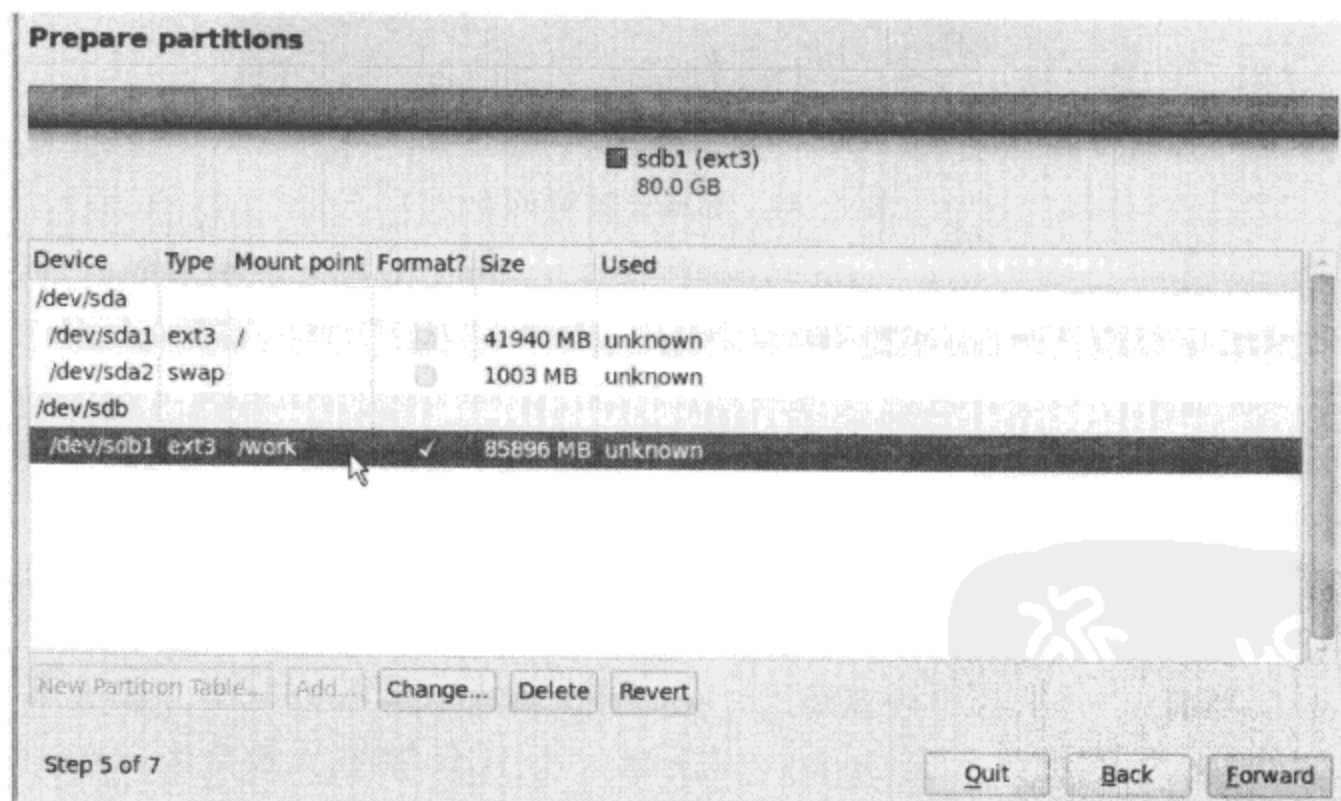 Prepare partitions
sdb1 (ext3)
80.0 GB
Device Type Mount point Format? Size Used
/dev/sda
/dev/sda1 ext3 / 41940 MB unknown
/dev/sda2 swap 1003 MB unknown
/dev/sdb
/dev/sdb1 ext3 /work ✓ 85896 MB unknown
New Partition Table... Add... Change... Delete Revert
Step 5 of 7
Quit Back Forward